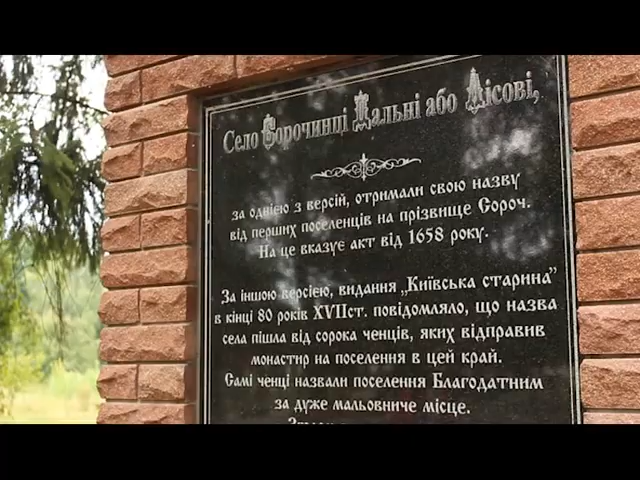 Село Сорочинці Дальні або Лісові,
за однією з версій, отримали свою назву
від перших поселенців на прізвище Сороч.
На це вказує акт від 1658 року.
За іншою версією, видання „Київська старина”
в кінці 80 років XVIIст. повідомляло, що назва
села пішла від сорока ченців, яких відправив
монастир на поселення в цей край.
Самі ченці назвали поселення Благодатним
за дуже мальовниче місце.